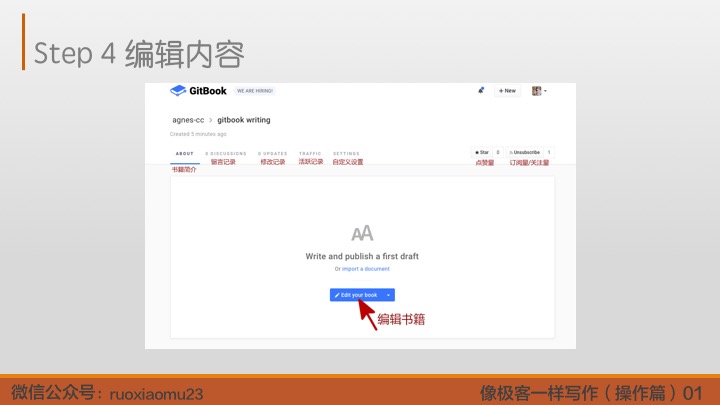 Step 4 编辑内容
GitBook WE ARE HIRING! + New
agnes-cc > gitbook writing
Created 5 minutes ago
ABOUT 0 DISCUSSIONS 0 UPDATES TRAFFIC SETTINGS Star 0 Unsubscribe 1
留言记录 修改记录 活跃记录 自定义设置 点赞量 订阅量/关注量
书籍简介
AA
Write and publish a first draft
Or import a document
Edit your book
编辑书籍
微信公众号：ruoxiaomu23 像极客一样写作（操作篇）01